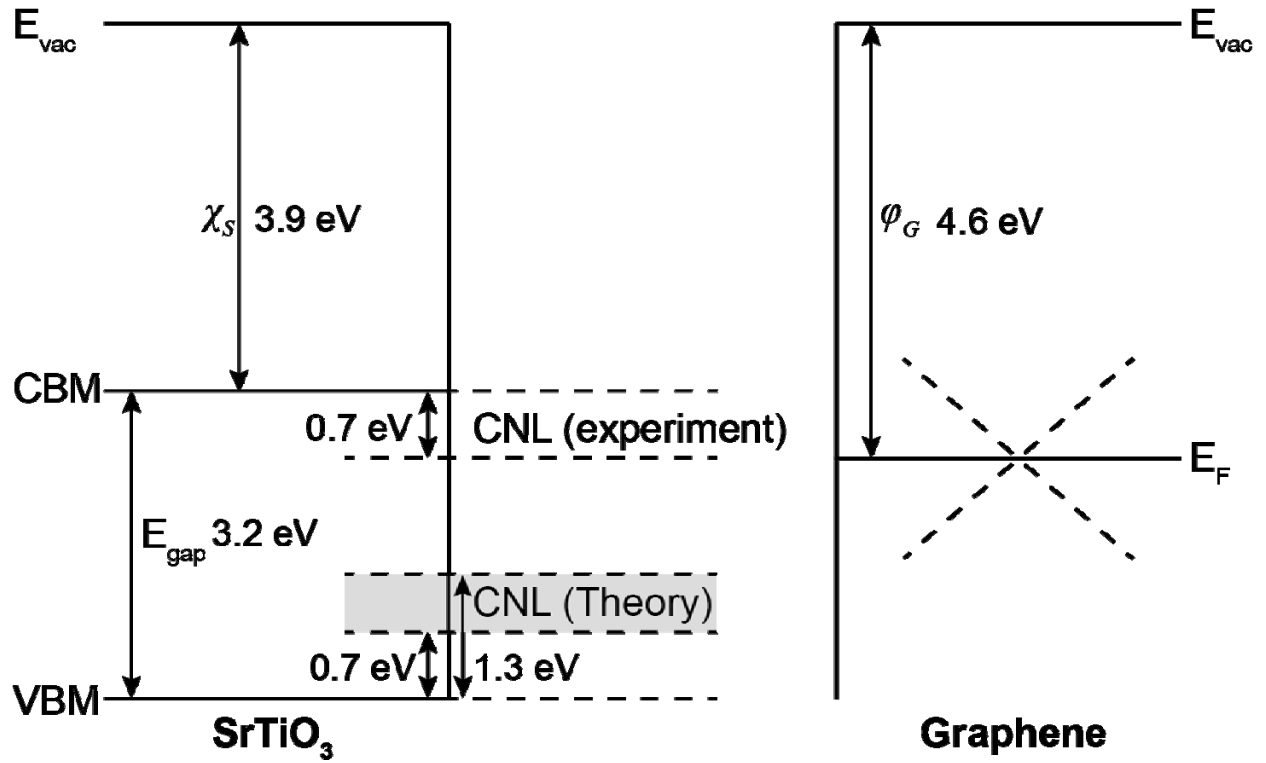 E_vac
E_vac
χ_S 3.9 eV
φ_G 4.6 eV
CBM
0.7 eV
CNL (experiment)
E_F
E_gap 3.2 eV
CNL (Theory)
0.7 eV
1.3 eV
VBM
SrTiO₃
Graphene